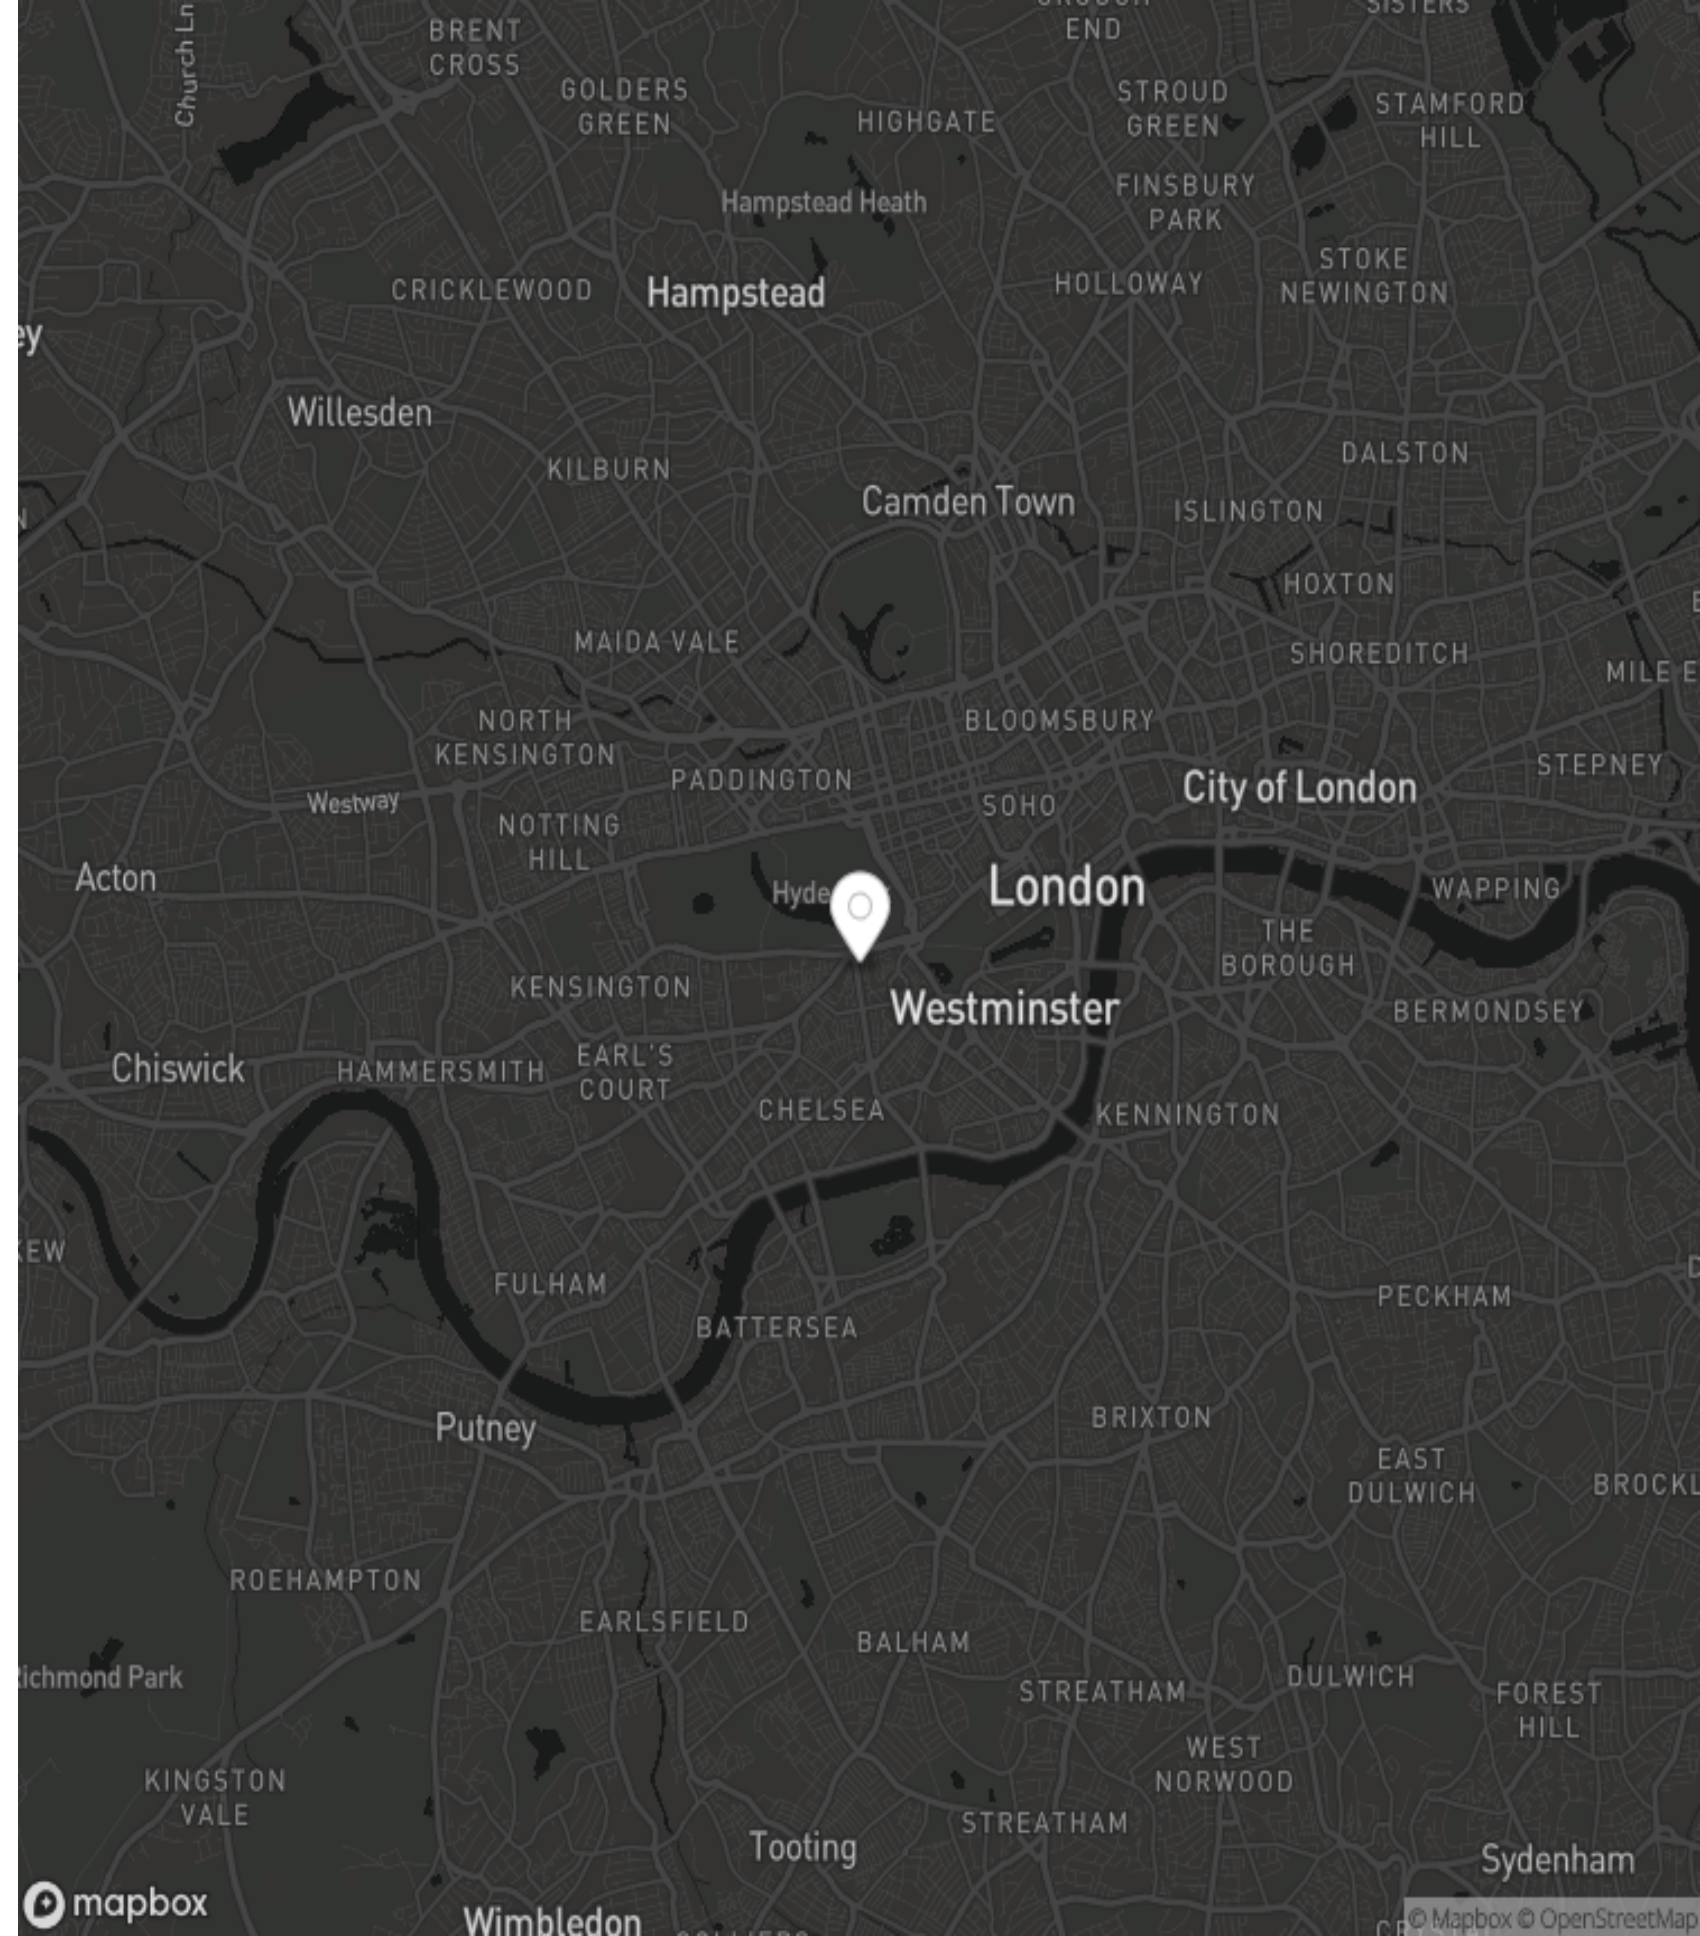 Church Ln
BRENT
CROSS
END
SISTERS
GOLDERS
GREEN
HIGHGATE
STROUD
GREEN
STAMFORD
HILL
Hampstead Heath
FINSBURY
PARK
CRICKLEWOOD
Hampstead
HOLLOWAY
STOKE
NEWINGTON
ey
Willesden
KILBURN
DALSTON
Camden Town
ISLINGTON
HOXTON
MAIDA VALE
SHOREDITCH
MILE E
NORTH
KENSINGTON
BLOOMSBURY
PADDINGTON
STEPNEY
Westway
SOHO
City of London
NOTTING
HILL
Acton
Hyde
London
WAPPING
THE
BOROUGH
KENSINGTON
Westminster
BERMONDSEY
Chiswick
HAMMERSMITH
EARL'S
COURT
CHELSEA
KENNINGTON
KEW
FULHAM
BATTERSEA
PECKHAM
Putney
BRIXTON
EAST
DULWICH
BROCKL
ROEHAMPTON
EARLSFIELD
BALHAM
Richmond Park
STREATHAM
DULWICH
FOREST
HILL
KINGSTON
VALE
WEST
NORWOOD
STREATHAM
Tooting
Sydenham
mapbox
Wimbledon
© Mapbox © OpenStreetMap